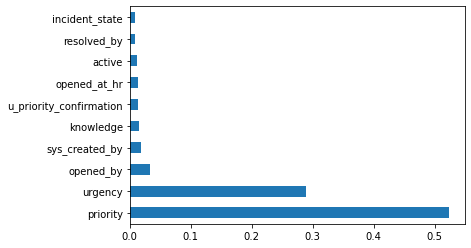 incident_state
resolved_by
active
opened_at_hr
u_priority_confirmation
knowledge
sys_created_by
opened_by
urgency
priority
0.0 0.1 0.2 0.3 0.4 0.5